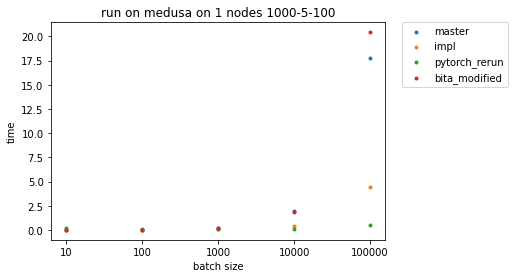 run on medusa on 1 nodes 1000-5-100
master
impl
pytorch_rerun
bita_modified
20.0
17.5
15.0
12.5
10.0
7.5
5.0
2.5
0.0
time
10 100 1000 10000 100000
batch size